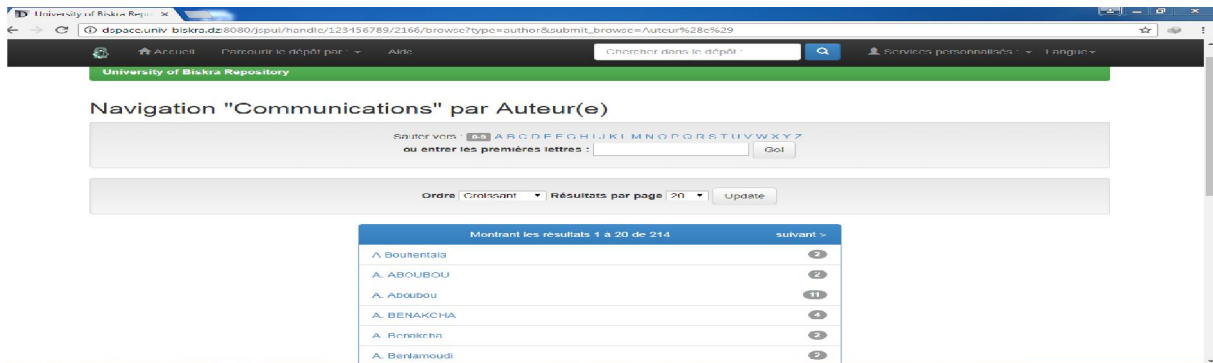 University of Biskra Repo
dspace.univ-biskra.dz:8080/jspui/handle/123456789/2166/browse?type=author&submit_browse=Auteur%28e%29
Accueil Parcourir le dépôt par : Aide Chercher dans le dépôt : Services personnalisés : Langue
University of Biskra Repository
Navigation "Communications" par Auteur(e)
Sauter vers : 0-9 A B C D E F G H I J K L M N O P Q R S T U V W X Y Z
ou entrer les premières lettres : Go!
Ordre Croissant Résultats par page 20 Update
Montrant les résultats 1 à 20 de 214 suivant >
A Bouhentala 2
A. ABOUBOU 2
A. Aboubou 11
A. BENAKCHA 4
A. Benakcha 2
A. Benlamoudi 2